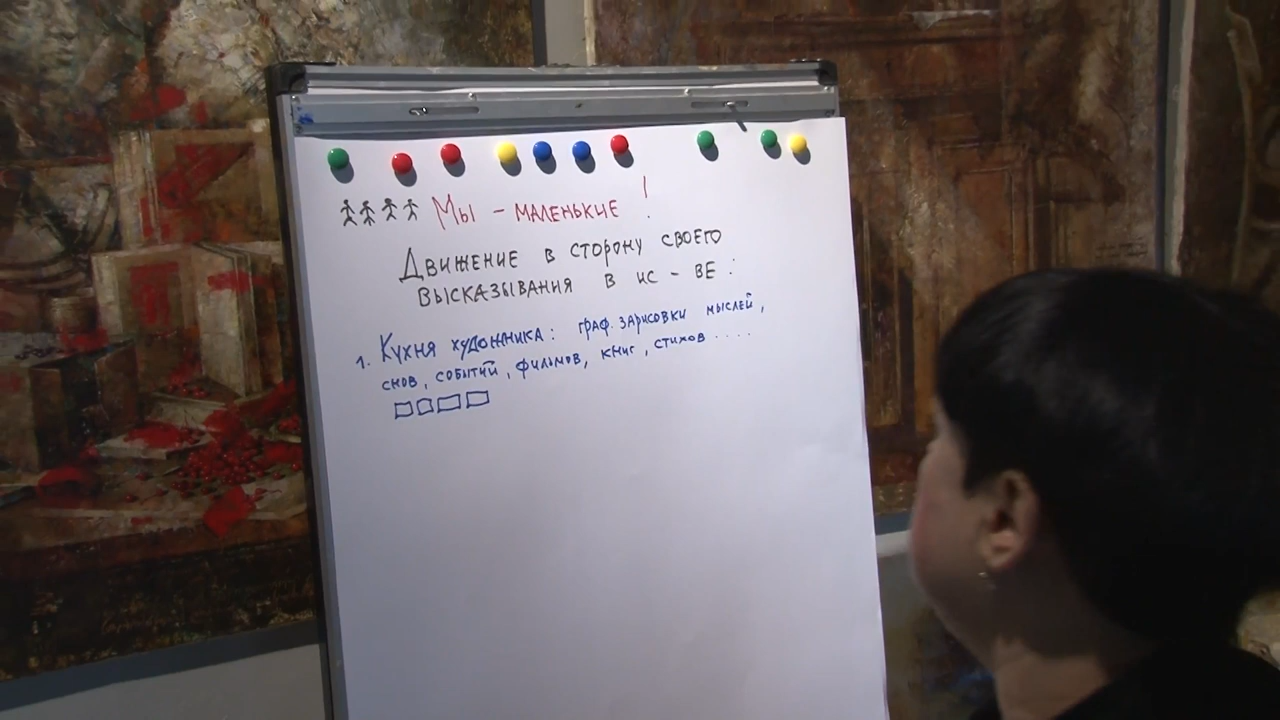 Мы - маленькие !
Движение в сторону своего
высказывания в ис - ве :
1. Кухня художника : граф. зарисовки мыслей ,
снов , событий , фильмов , книг , стихов ....